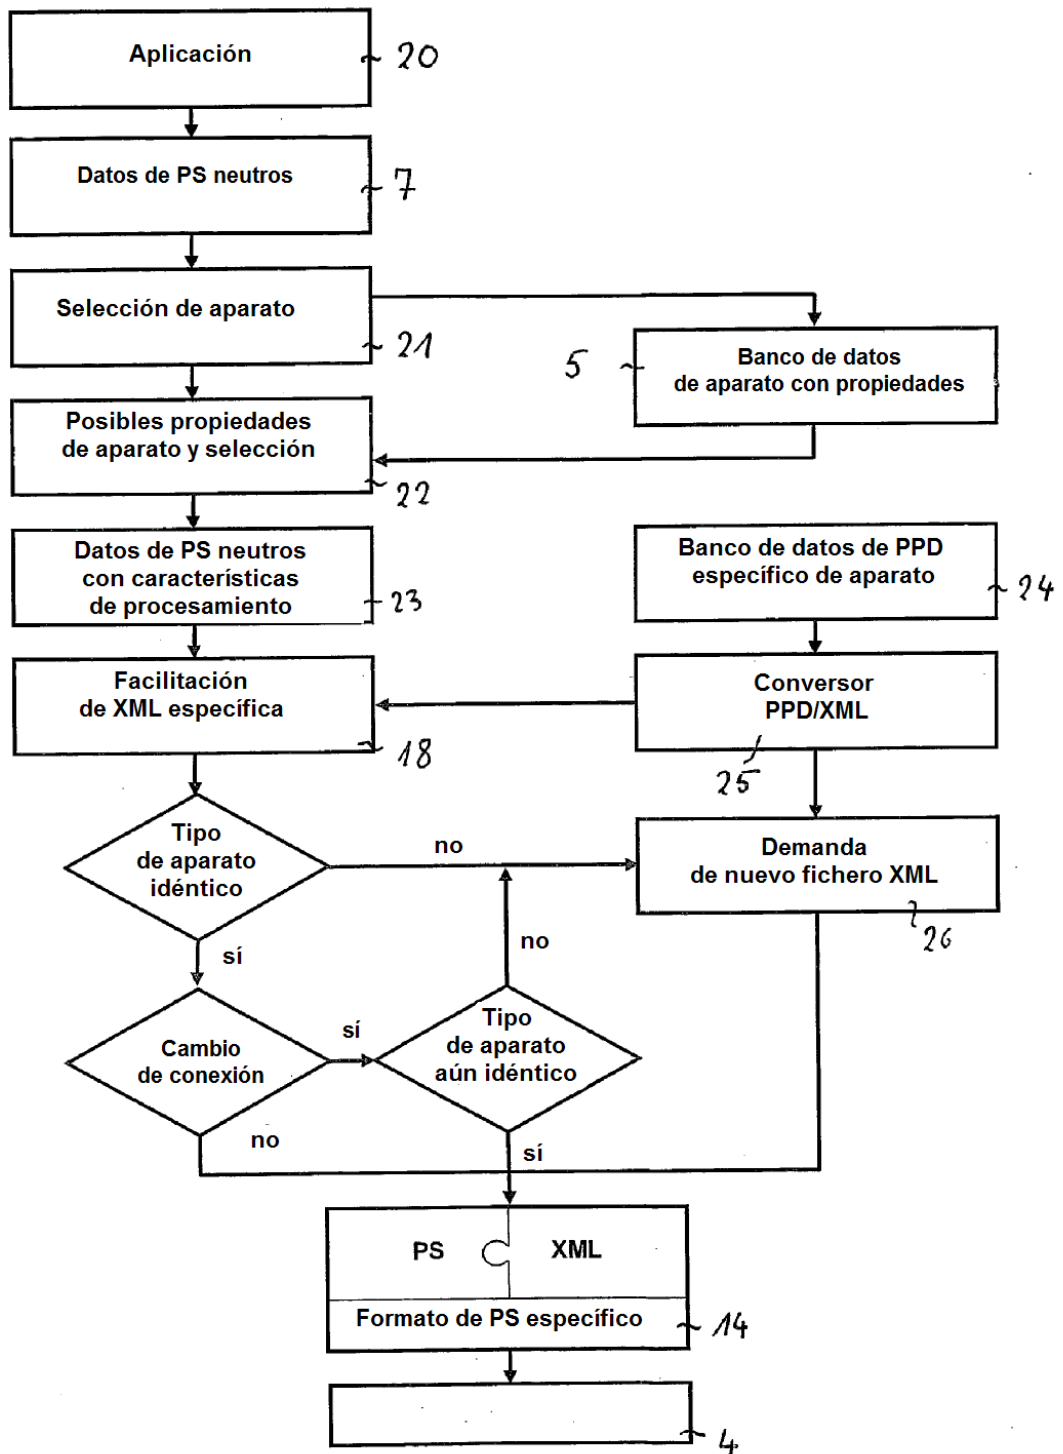 Aplicación
20
Datos de PS neutros
7
Selección de aparato
21
5
Banco de datos
de aparato con propiedades
Posibles propiedades
de aparato y selección
22
Datos de PS neutros
con características
de procesamiento
23
Banco de datos de PPD
específico de aparato
24
Facilitación
de XML específica
18
Conversor
PPD/XML
25
Tipo
de aparato
idéntico
no
Demanda
de nuevo fichero XML
26
sí
no
Cambio
de conexión
sí
Tipo
de aparato
aún idéntico
no
sí
PS
XML
Formato de PS específico
14
4